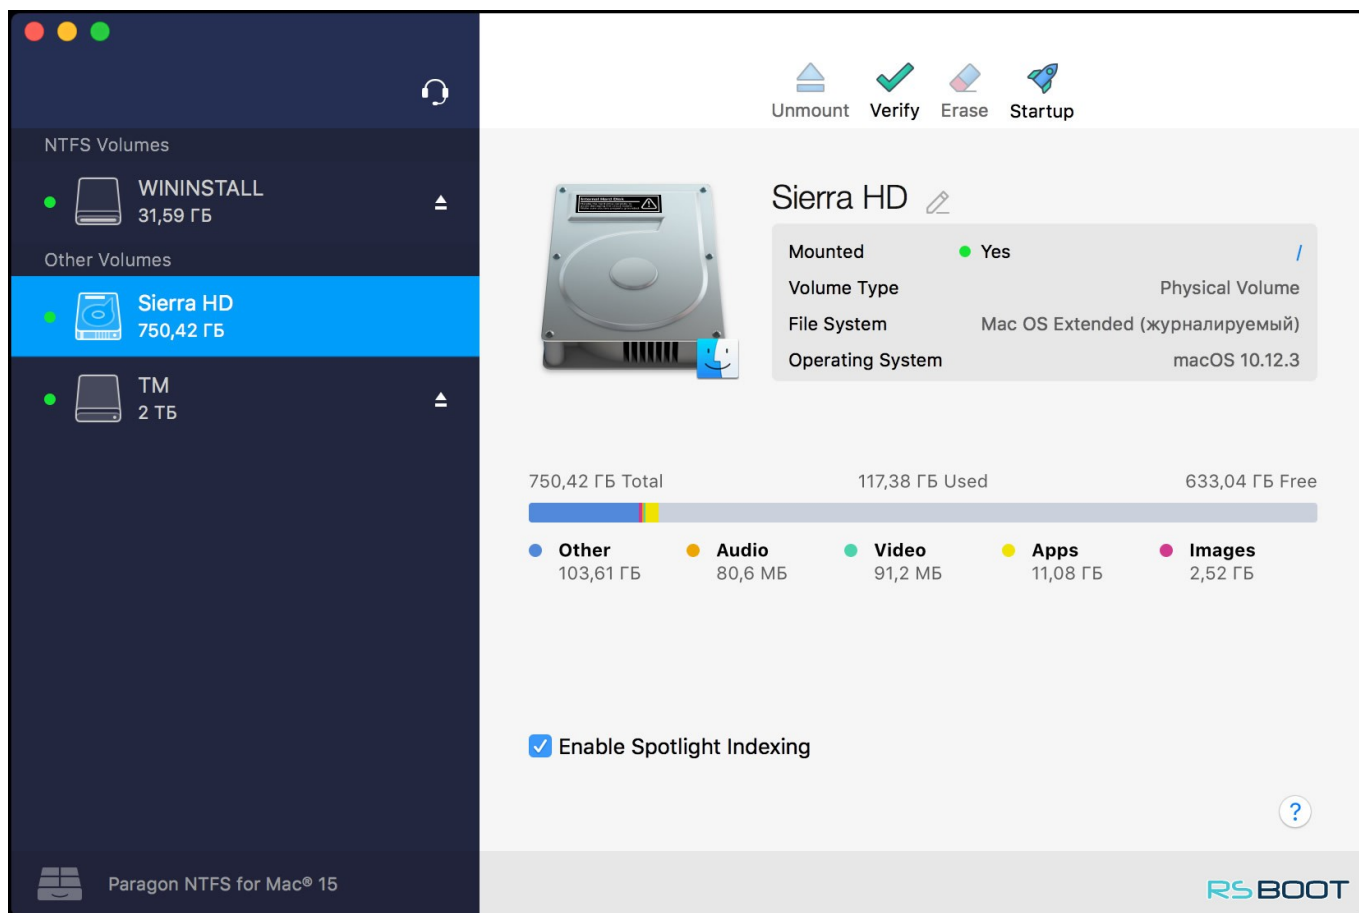 Unmount Verify Erase Startup
NTFS Volumes
WININSTALL
31,59 ГБ
Other Volumes
Sierra HD
750,42 ГБ
TM
2 ТБ
Paragon NTFS for Mac® 15
Internal Hard Disk
Sierra HD
Mounted Yes /
Volume Type Physical Volume
File System Mac OS Extended (журналируемый)
Operating System macOS 10.12.3
750,42 ГБ Total 117,38 ГБ Used 633,04 ГБ Free
Other Audio Video Apps Images
103,61 ГБ 80,6 МБ 91,2 МБ 11,08 ГБ 2,52 ГБ
Enable Spotlight Indexing
?
RSBOOT